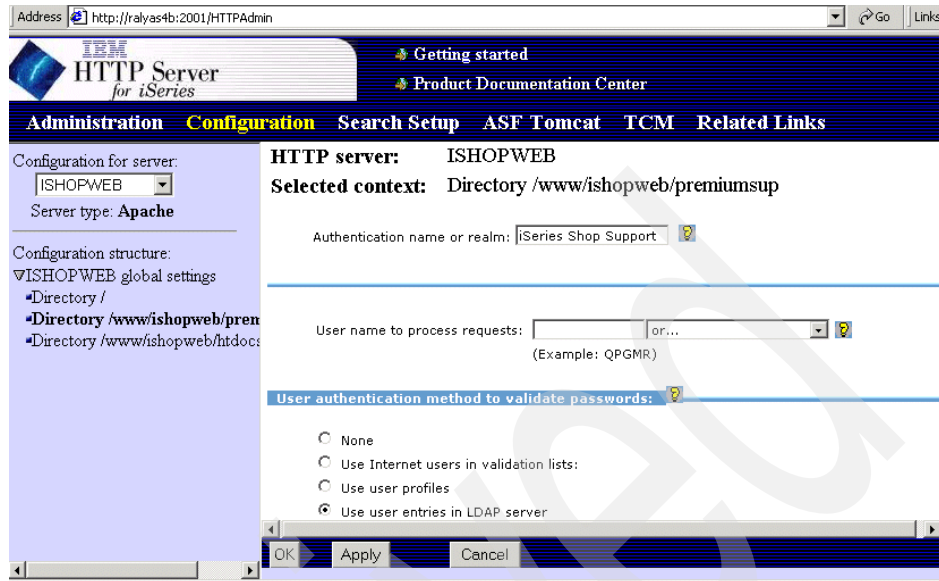 Address http://ralyas4b:2001/HTTPAdmin Go Links
IBM
HTTP Server
for iSeries
Getting started
Product Documentation Center
Administration Configuration Search Setup ASF Tomcat TCM Related Links
Configuration for server:
ISHOPWEB
Server type: Apache
Configuration structure:
ISHOPWEB global settings
Directory /
Directory /www/ishopweb/prem
Directory /www/ishopweb/htdocs
HTTP server: ISHOPWEB
Selected context: Directory /www/ishopweb/premiumsup
Authentication name or realm: iSeries Shop Support
User name to process requests: or...
(Example: QPGMR)
User authentication method to validate passwords:
None
Use Internet users in validation lists:
Use user profiles
Use user entries in LDAP server
OK Apply Cancel